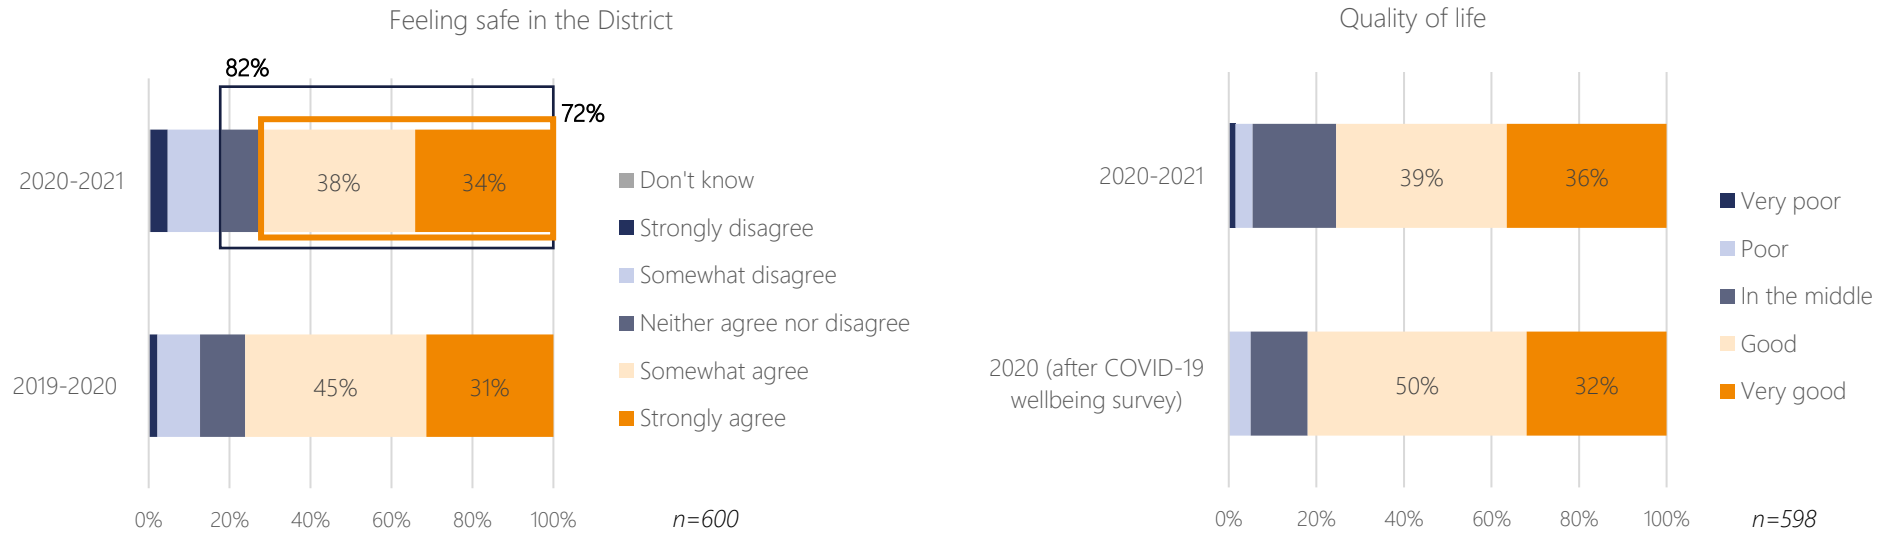 Feeling safe in the District
82%
72%
2020-2021
38%
34%
2019-2020
45%
31%
0%
20%
40%
60%
80%
100%
Don't know
Strongly disagree
Somewhat disagree
Neither agree nor disagree
Somewhat agree
Strongly agree
n=600
Quality of life
2020-2021
39%
36%
2020 (after COVID-19
wellbeing survey)
50%
32%
0%
20%
40%
60%
80%
100%
Very poor
Poor
In the middle
Good
Very good
n=598